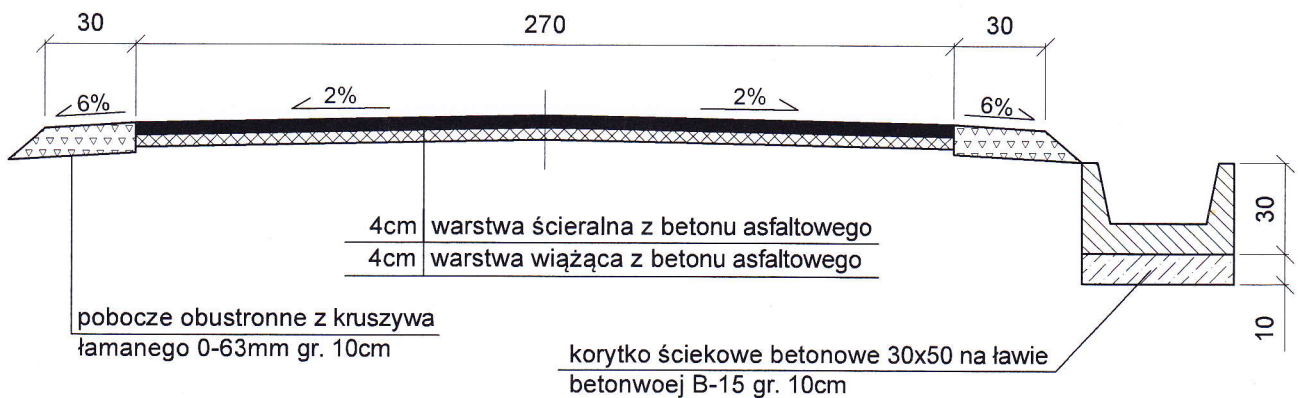 30
270
30
6%
2%
2%
6%
4cm warstwa ścieralna z betonu asfaltowego
4cm warstwa wiążąca z betonu asfaltowego
30
10
pobocze obustronne z kruszywa
łamanego 0-63mm gr. 10cm
korytko ściekowe betonowe 30x50 na ławie
betonwoej B-15 gr. 10cm